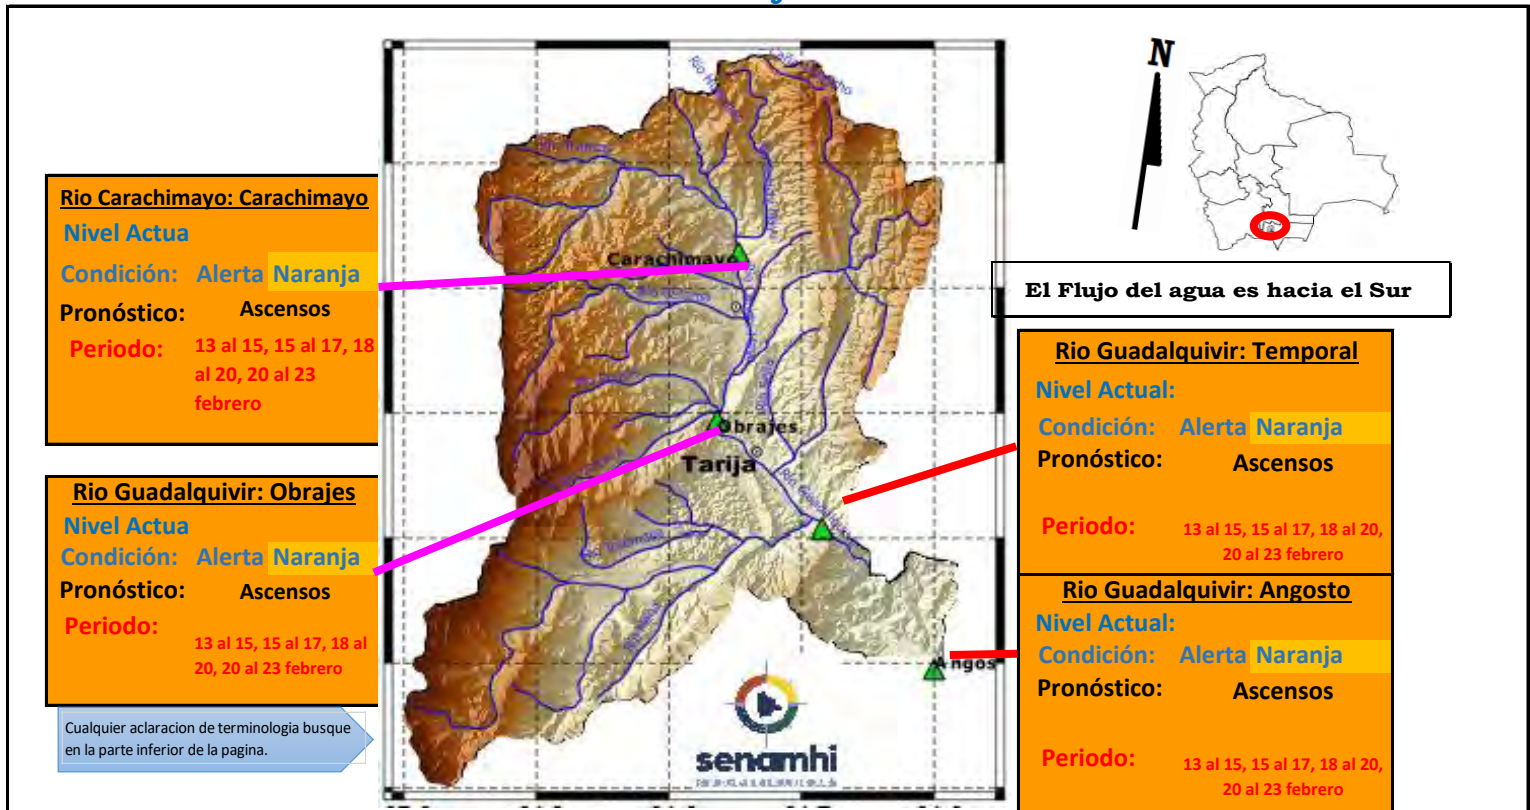 N
Rio Carachimayo: Carachimayo
Nivel Actua
Condición: Alerta Naranja
Pronóstico: Ascensos
Periodo: 13 al 15, 15 al 17, 18
al 20, 20 al 23
febrero
Rio Guadalquivir: Obrajes
Nivel Actua
Condición: Alerta Naranja
Pronóstico: Ascensos
Periodo:
13 al 15, 15 al 17, 18 al
20, 20 al 23 febrero
Cualquier aclaracion de terminologia busque
en la parte inferior de la pagina.
Carachimayo
Obrajes
Tarija
Angos
senamhi
El Flujo del agua es hacia el Sur
Rio Guadalquivir: Temporal
Nivel Actual:
Condición: Alerta Naranja
Pronóstico: Ascensos
Periodo: 13 al 15, 15 al 17, 18 al 20,
20 al 23 febrero
Rio Guadalquivir: Angosto
Nivel Actual:
Condición: Alerta Naranja
Pronóstico: Ascensos
Periodo: 13 al 15, 15 al 17, 18 al 20,
20 al 23 febrero